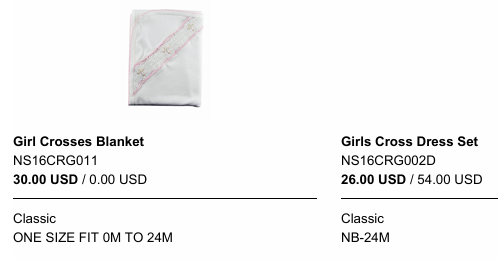 Girl Crosses Blanket
NS16CRG011
30.00 USD / 0.00 USD
Classic
ONE SIZE FIT 0M TO 24M
Girls Cross Dress Set
NS16CRG002D
26.00 USD / 54.00 USD
Classic
NB-24M